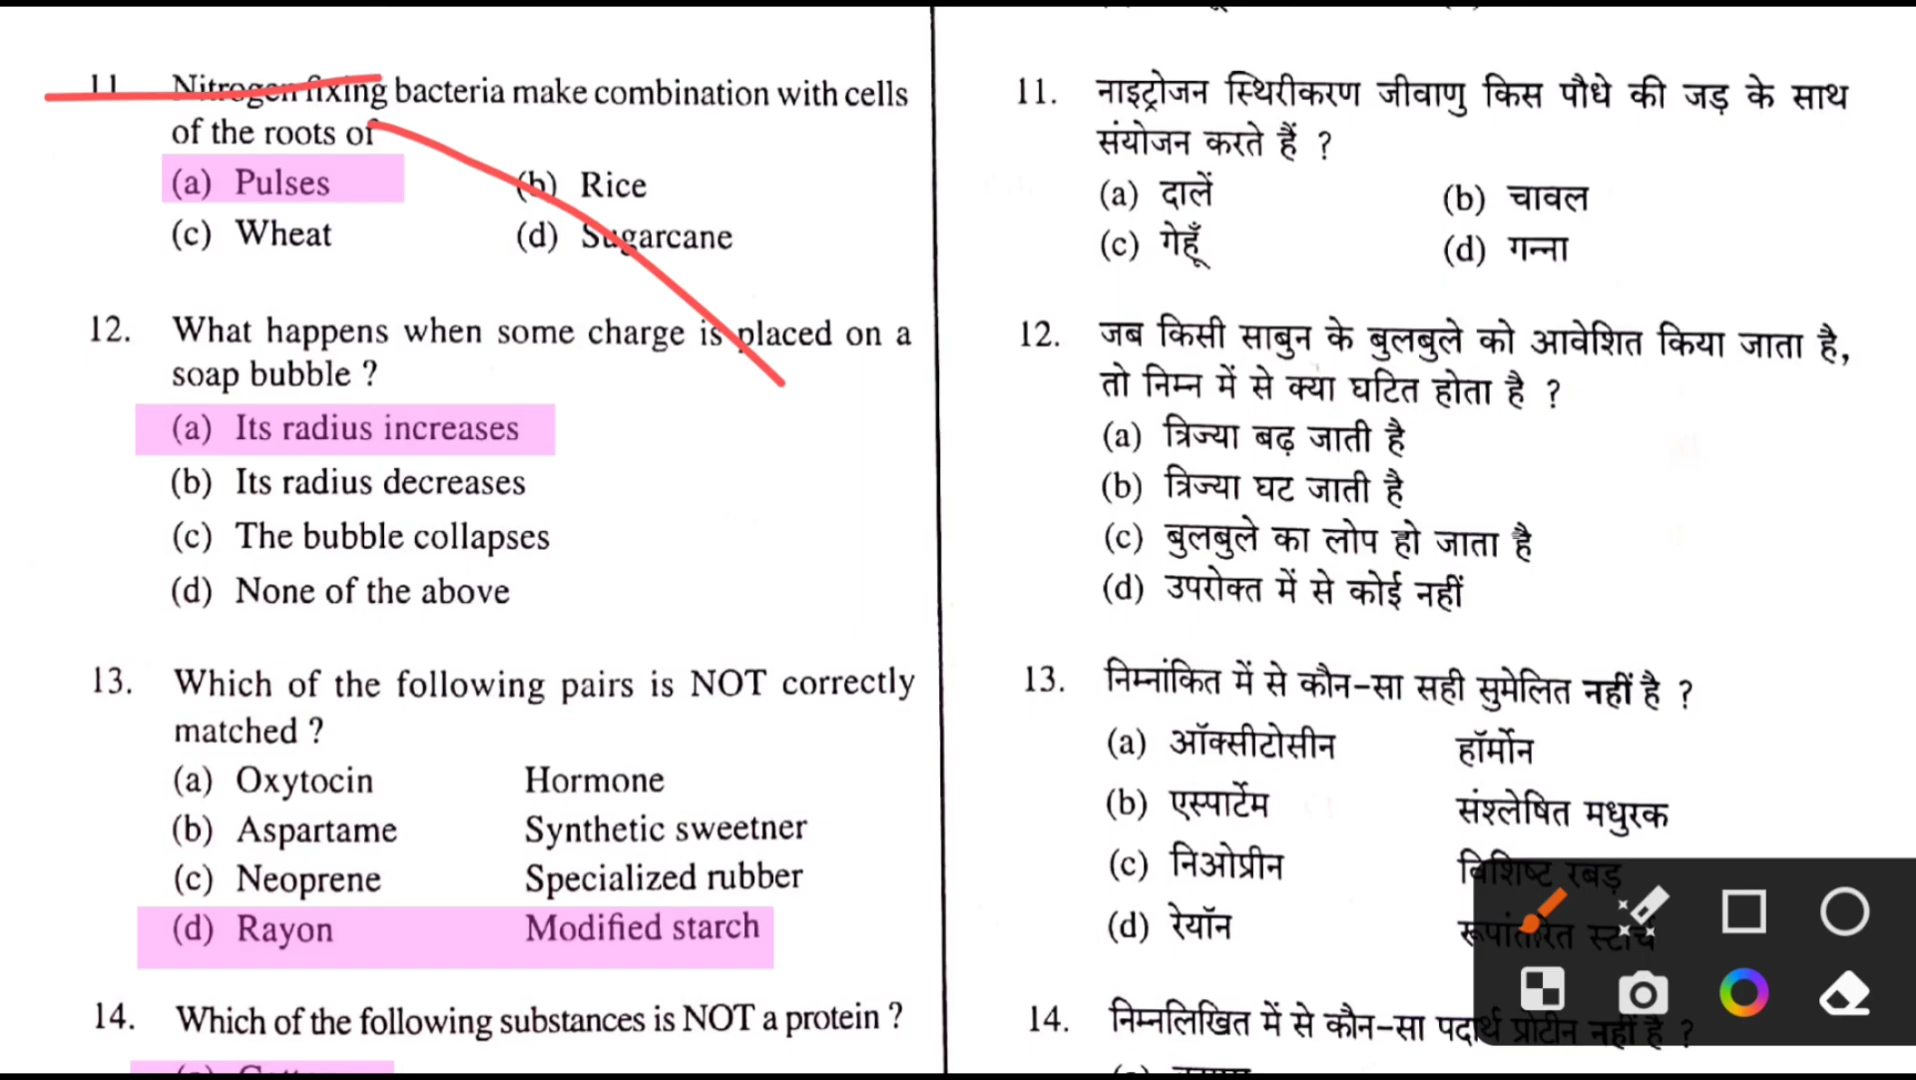 11. Nitrogen fixing bacteria make combination with cells
of the roots of
(a) Pulses (b) Rice
(c) Wheat (d) Sugarcane
12. What happens when some charge is placed on a
soap bubble ?
(a) Its radius increases
(b) Its radius decreases
(c) The bubble collapses
(d) None of the above
13. Which of the following pairs is NOT correctly
matched ?
(a) Oxytocin Hormone
(b) Aspartame Synthetic sweetner
(c) Neoprene Specialized rubber
(d) Rayon Modified starch
14. Which of the following substances is NOT a protein ?
11. नाइट्रोजन स्थिरीकरण जीवाणु किस पौधे की जड़ के साथ
संयोजन करते हैं ?
(a) दालें (b) चावल
(c) गेहूँ (d) गन्ना
12. जब किसी साबुन के बुलबुले को आवेशित किया जाता है,
तो निम्न में से क्या घटित होता है ?
(a) त्रिज्या बढ़ जाती है
(b) त्रिज्या घट जाती है
(c) बुलबुले का लोप हो जाता है
(d) उपरोक्त में से कोई नहीं
13. निम्नांकित में से कौन-सा सही सुमेलित नहीं है ?
(a) ऑक्सीटोसीन हॉर्मोन
(b) एस्पार्टेम संश्लेषित मधुरक
(c) निओप्रीन विशिष्ट रबड़
(d) रेयॉन रूपांतरित स्टार्च
14. निम्नलिखित में से कौन-सा पदार्थ प्रोटीन नहीं है ?